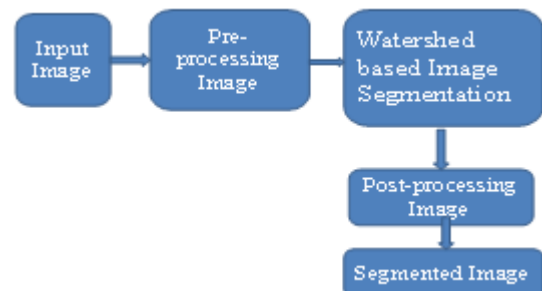 Input
Image
Pre-
processing
Image
Watershed
based Image
Segmentation
Post-processing
Image
Segmented Image